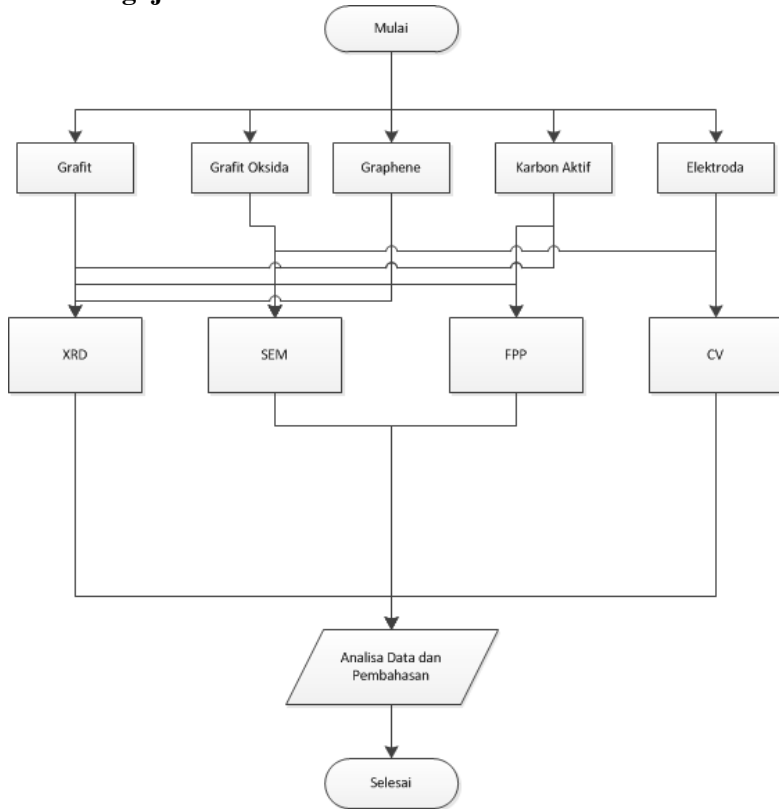 Mulai
Grafit
Grafit Oksida
Graphene
Karbon Aktif
Elektroda
XRD
SEM
FPP
CV
Analisa Data dan
Pembahasan
Selesai